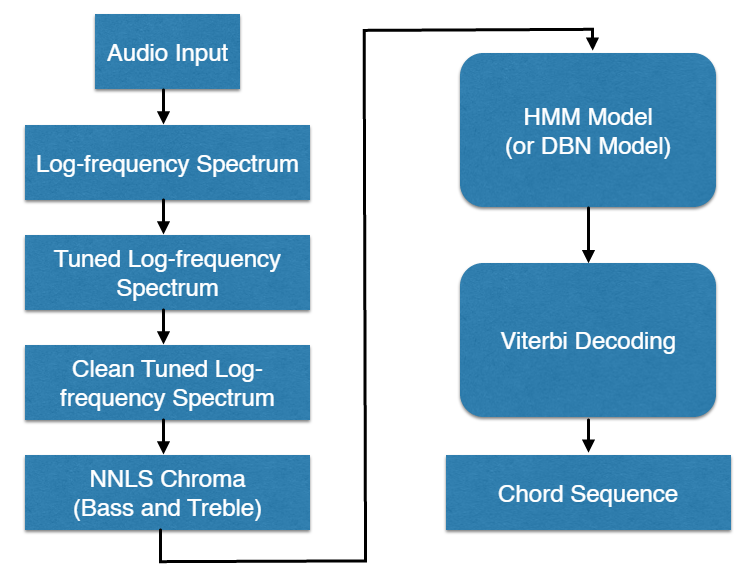 Audio Input
Log-frequency Spectrum
Tuned Log-frequency
Spectrum
Clean Tuned Log-
frequency Spectrum
NNLS Chroma
(Bass and Treble)
HMM Model
(or DBN Model)
Viterbi Decoding
Chord Sequence